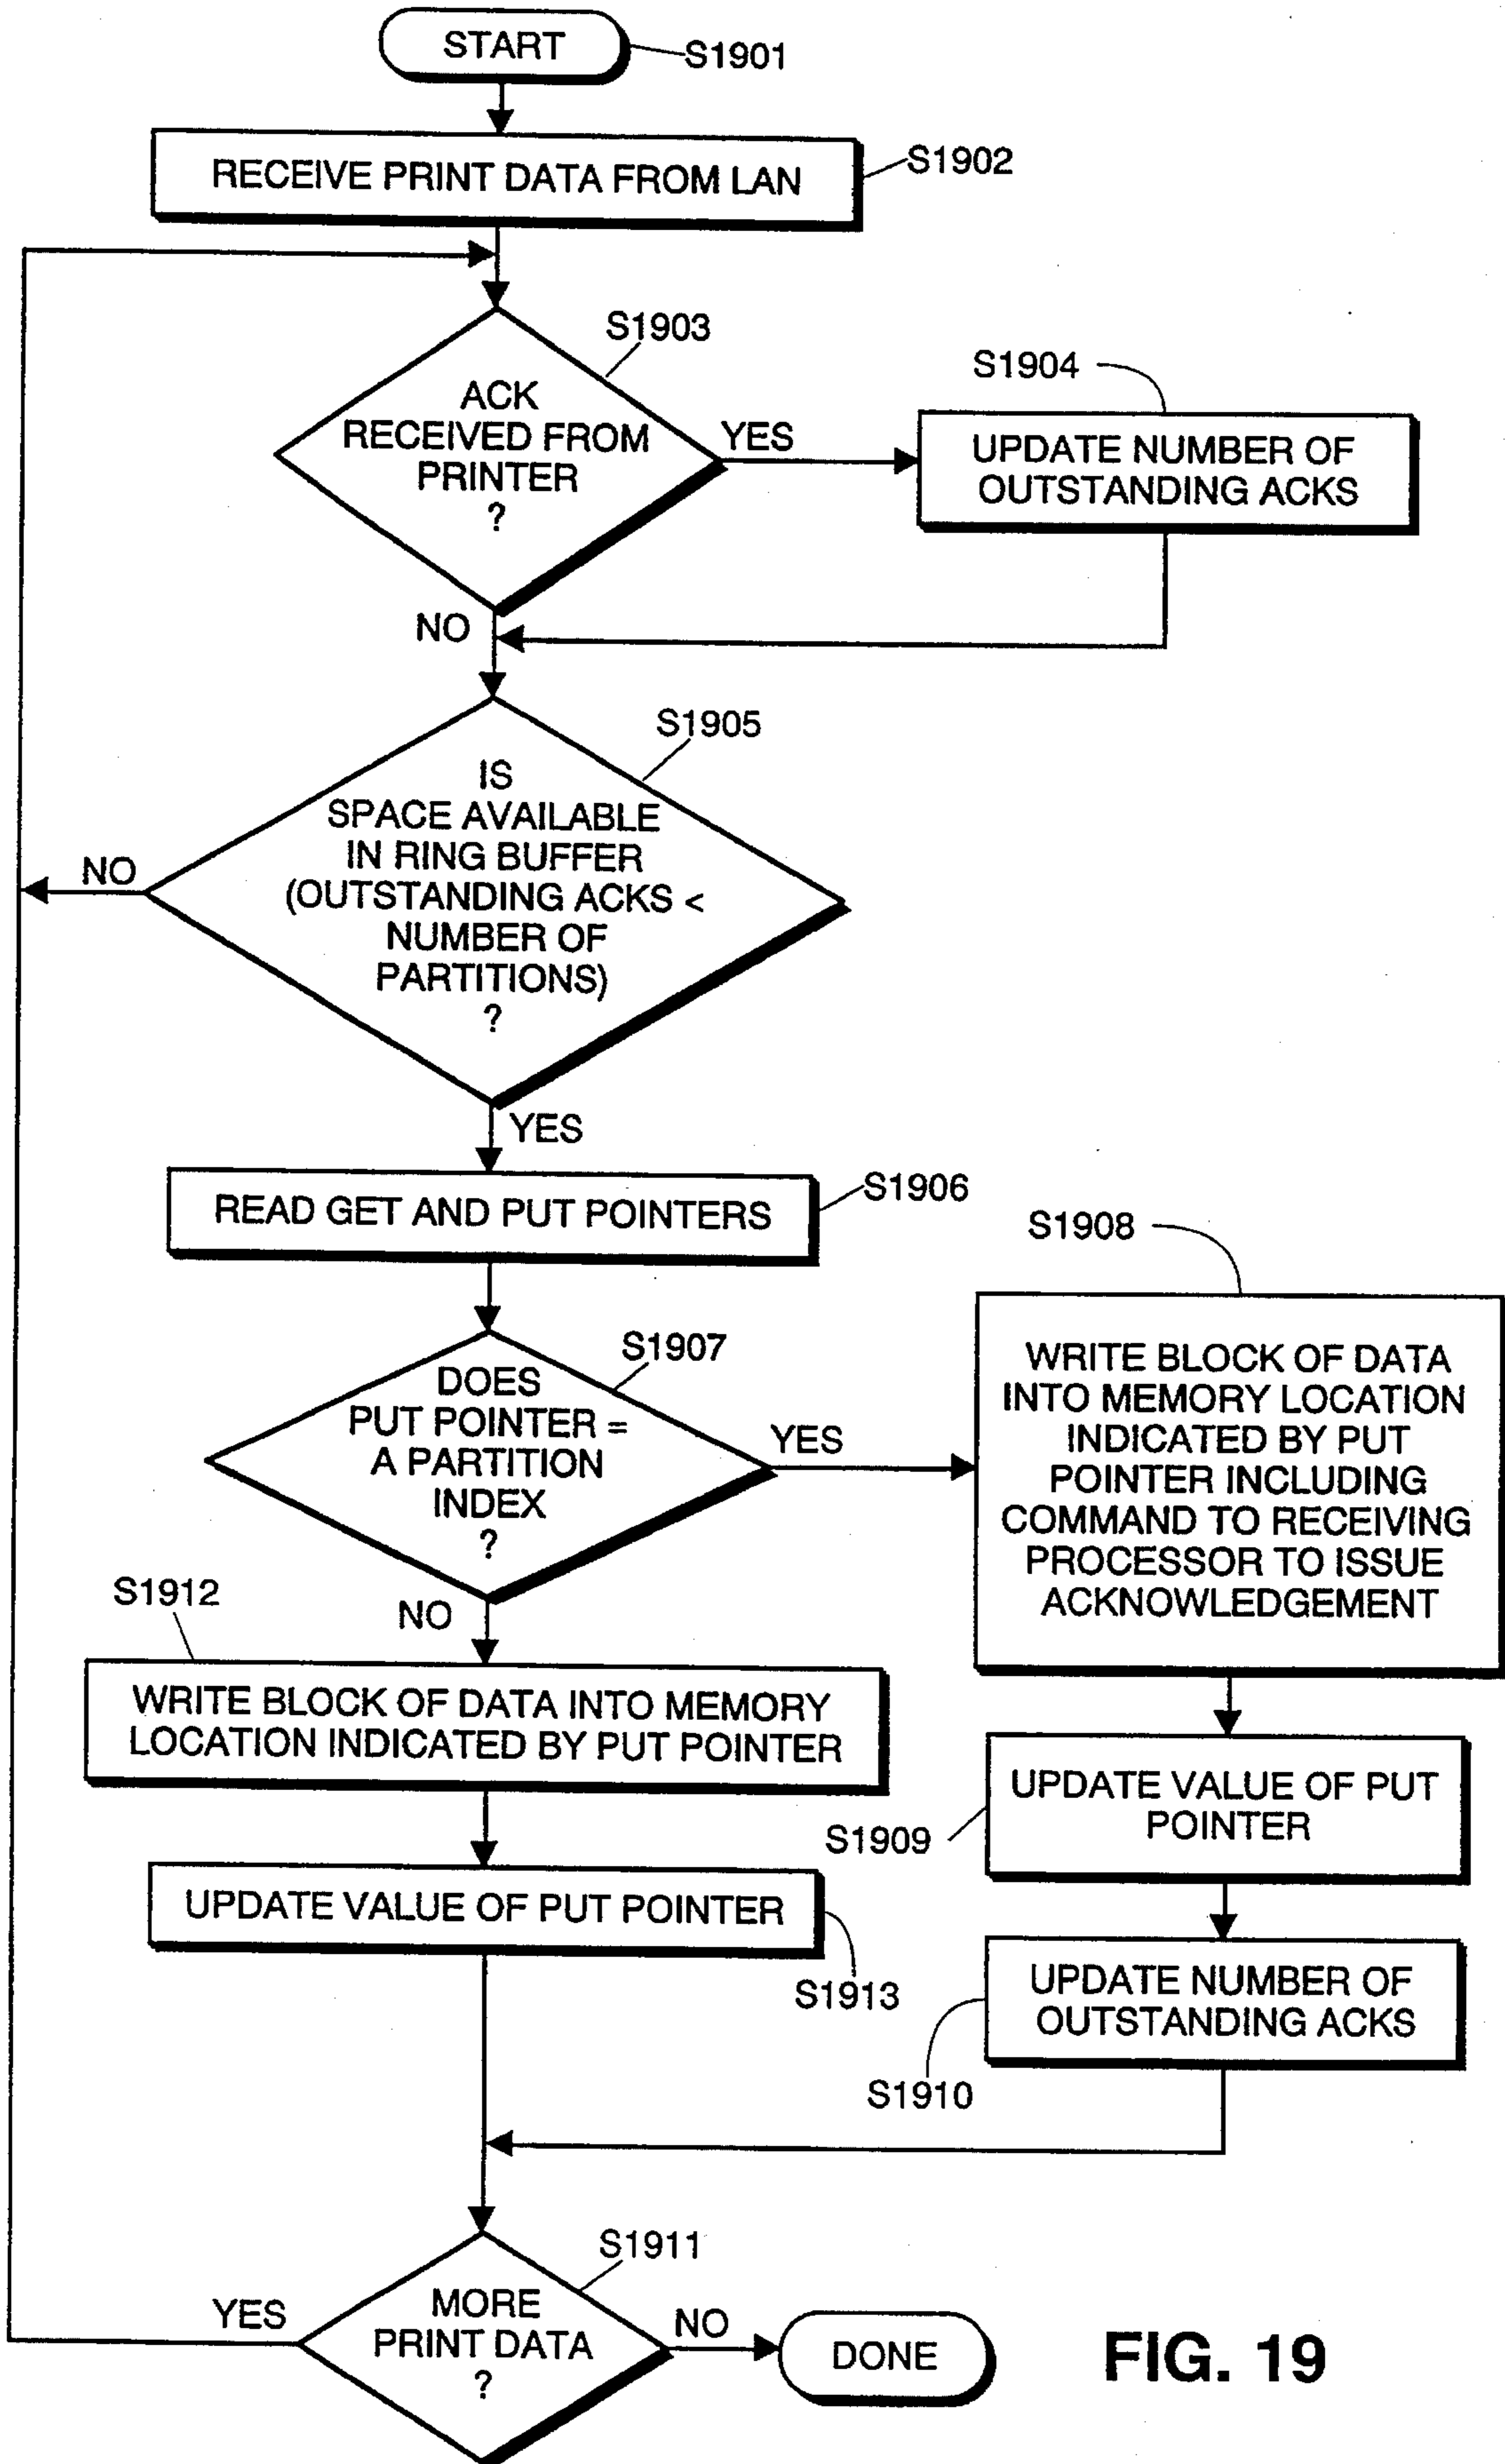 START
S1901
RECEIVE PRINT DATA FROM LAN
S1902
S1903
ACK
RECEIVED FROM
PRINTER
?
YES
S1904
UPDATE NUMBER OF
OUTSTANDING ACKS
NO
S1905
IS
SPACE AVAILABLE
IN RING BUFFER
(OUTSTANDING ACKS <
NUMBER OF
PARTITIONS)
?
NO
YES
READ GET AND PUT POINTERS
S1906
S1907
DOES
PUT POINTER =
A PARTITION
INDEX
?
YES
S1908
WRITE BLOCK OF DATA
INTO MEMORY LOCATION
INDICATED BY PUT
POINTER INCLUDING
COMMAND TO RECEIVING
PROCESSOR TO ISSUE
ACKNOWLEDGEMENT
NO
S1912
WRITE BLOCK OF DATA INTO MEMORY
LOCATION INDICATED BY PUT POINTER
UPDATE VALUE OF PUT
POINTER
S1909
UPDATE VALUE OF PUT POINTER
S1913
UPDATE NUMBER OF
OUTSTANDING ACKS
S1910
S1911
MORE
PRINT DATA
?
YES
NO
DONE
FIG. 19